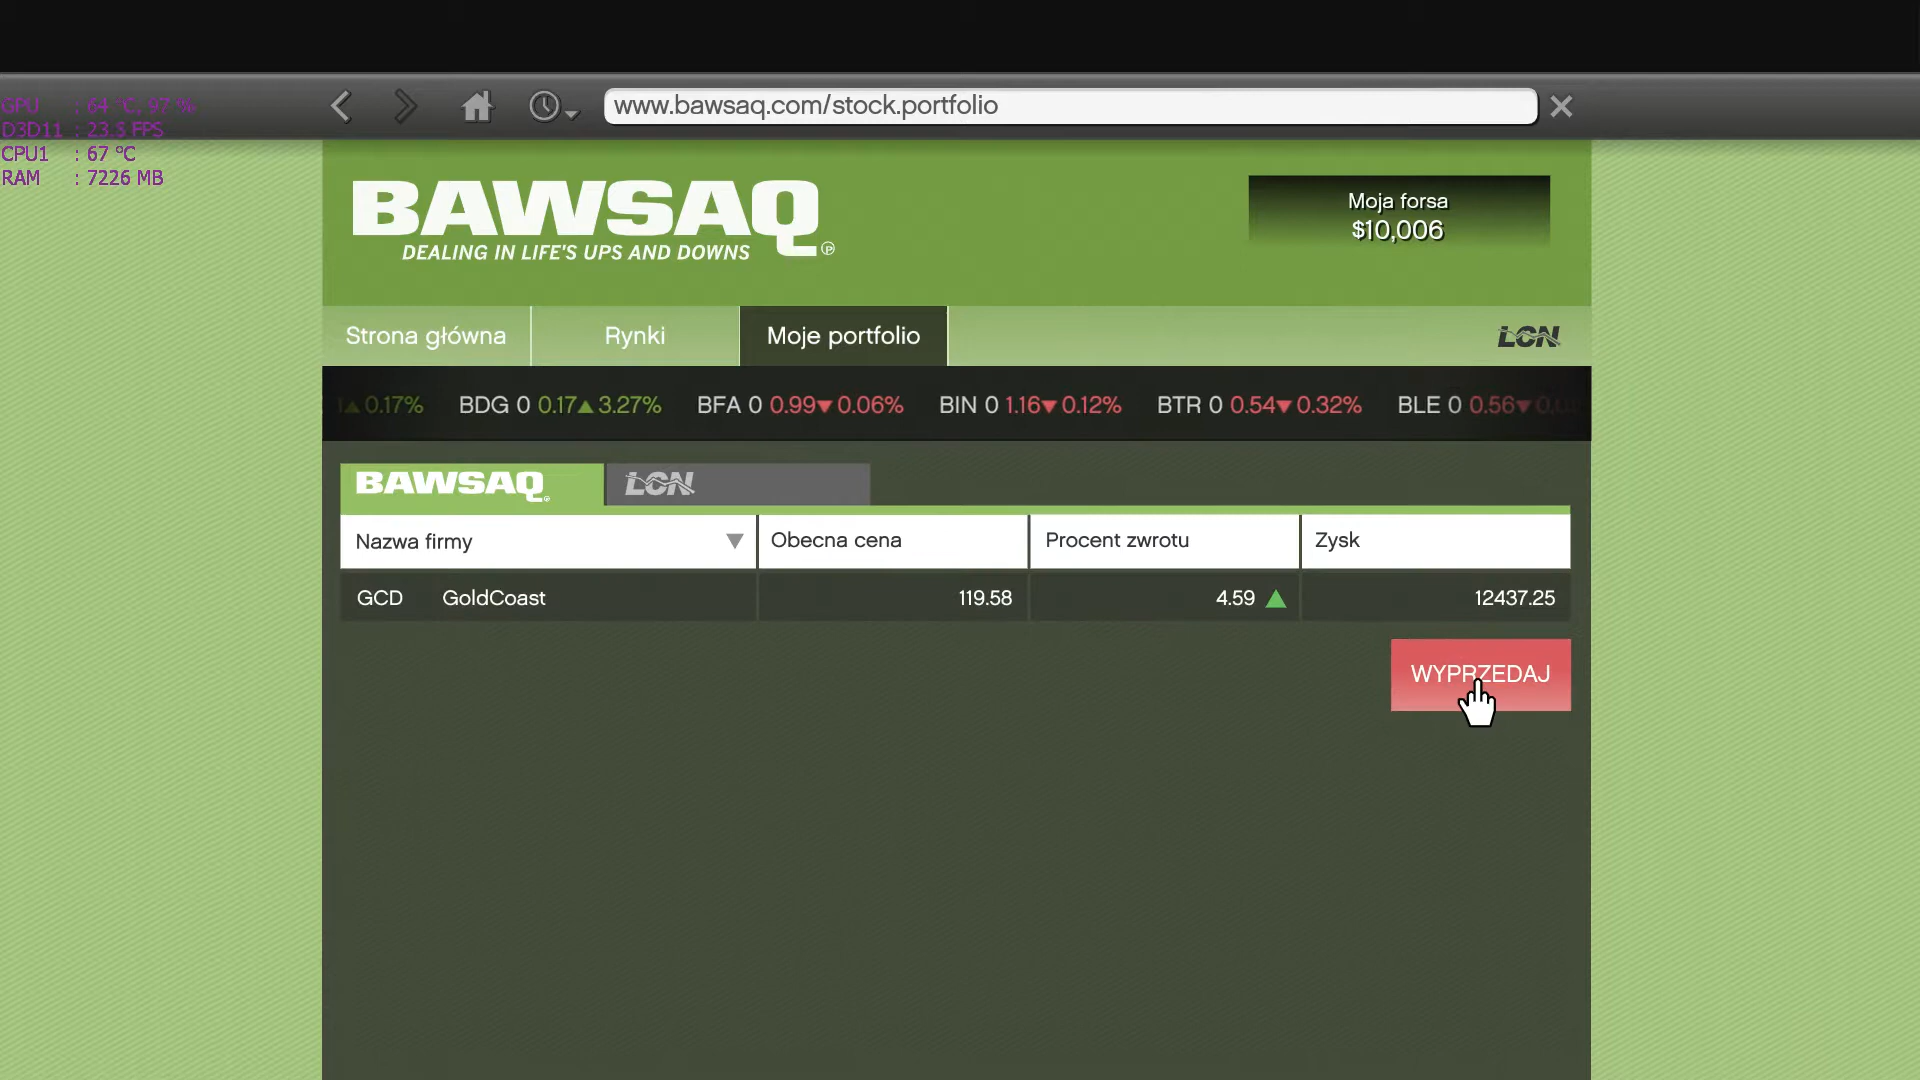 www.bawsaq.com/stock.portfolio
GPU : 64 °C, 97 %
D3D11 : 23.3 FPS
CPU1 : 67 °C
RAM : 7226 MB
BAWSAQ
DEALING IN LIFE'S UPS AND DOWNS
Moja forsa
$10,006
Strona główna Rynki Moje portfolio LCN
▲0.17% BDG 0 0.17▲3.27% BFA 0 0.99▼0.06% BIN 0 1.16▼0.12% BTR 0 0.54▼0.32% BLE 0 0.56▼
BAWSAQ LCN
Nazwa firmy Obecna cena Procent zwrotu Zysk
GCD GoldCoast 119.58 4.59 ▲ 12437.25
WYPRZEDAJ